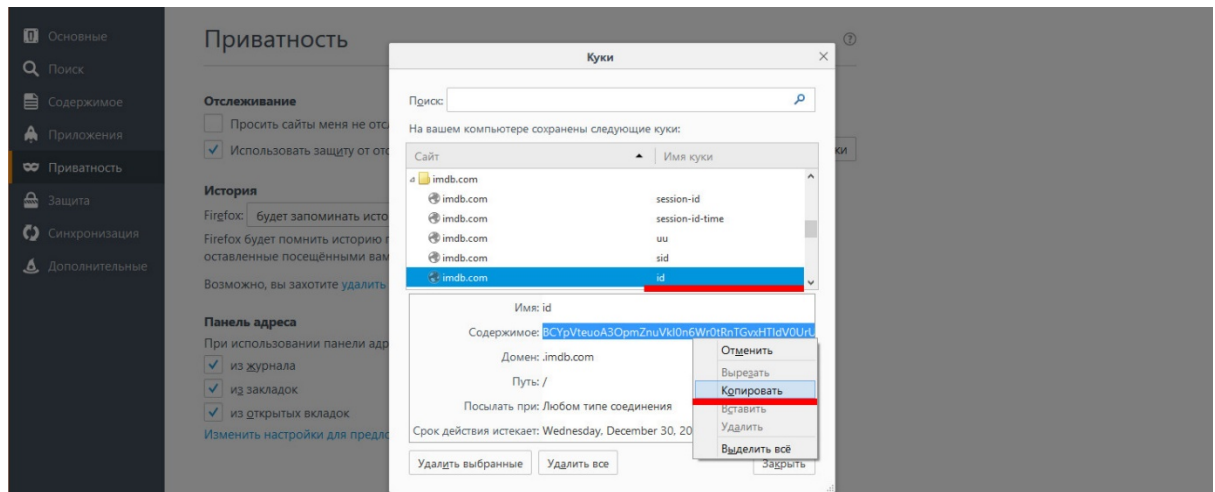 Основные
Поиск
Содержимое
Приложения
Приватность
Защита
Синхронизация
Дополнительные
Приватность
Отслеживание
Просить сайты меня не отс
Использовать защиту от отс
ки
История
Firefox: будет запоминать исто
Firefox будет помнить историю п
оставленные посещёнными вам
Возможно, вы захотите удалить
Панель адреса
При использовании панели адр
из журнала
из закладок
из открытых вкладок
Изменить настройки для предло
Куки
Поиск:
На вашем компьютере сохранены следующие куки:
Сайт Имя куки
imdb.com
imdb.com session-id
imdb.com session-id-time
imdb.com uu
imdb.com sid
imdb.com id
Имя: id
Содержимое: BCYpVteuoA3OpmZnuVkI0n6Wr0tRnTGvxHTIdV0UrU
Домен: .imdb.com
Путь: /
Посылать при: Любом типе соединения
Срок действия истекает: Wednesday, December 30, 20
Отменить
Вырезать
Копировать
Вставить
Удалить
Выделить всё
Удалить выбранные Удалить все Закрыть